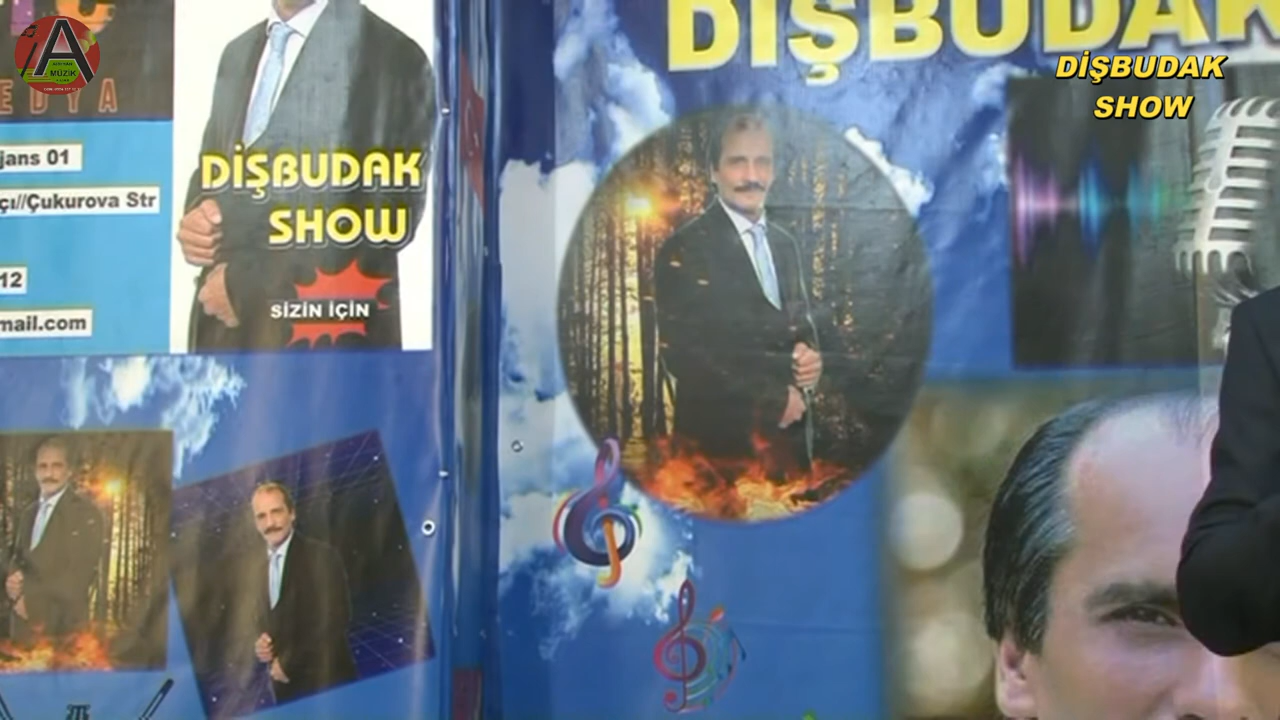 A
MÜZİK
EDYA
jans 01
çı//Çukurova Str
12
mail.com
DİŞBUDAK
SHOW
SİZİN İÇİN
DİŞBUDAK
DİŞBUDAK
SHOW